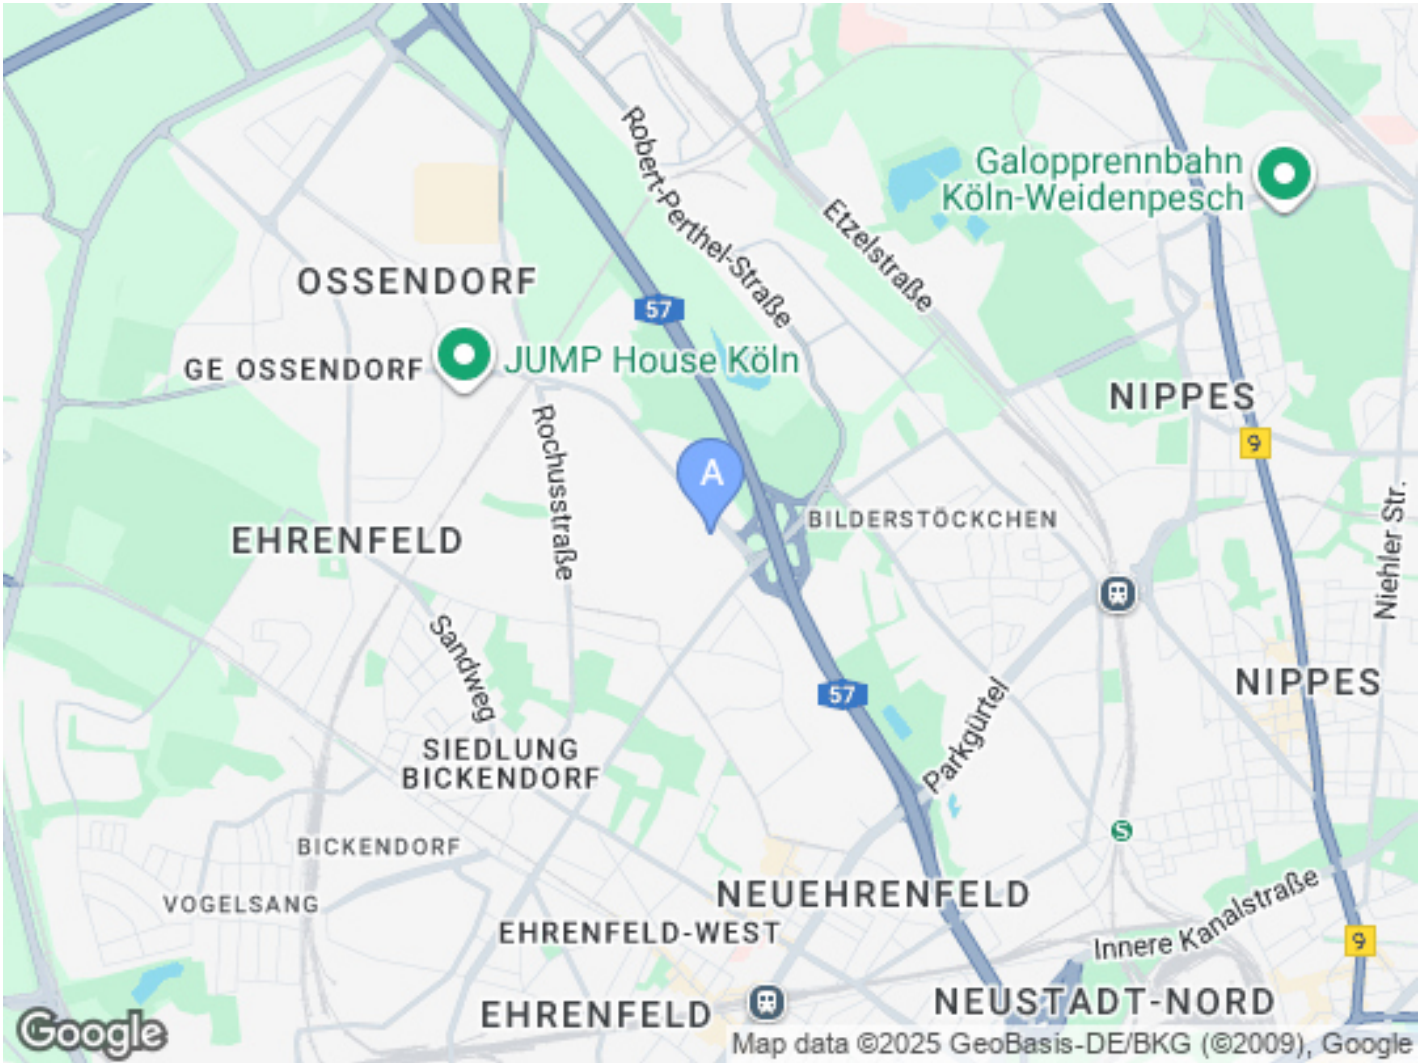 Robert-Perthel-Straße
Galopprennbahn
Köln-Weidenpesch
Etzelstraße
OSSENDORF
57
GE OSSENDORF
JUMP House Köln
NIPPES
9
Rochusstraße
A
BILDERSTÖCKCHEN
EHRENFELD
Niehler Str.
Sandweg
NIPPES
57
Parkgürtel
SIEDLUNG
BICKENDORF
S
BICKENDORF
NEUEHRENFELD
VOGELSANG
EHRENFELD-WEST
Innere Kanalstraße
9
EHRENFELD
NEUSTADT-NORD
Google
Map data ©2025 GeoBasis-DE/BKG (©2009), Google